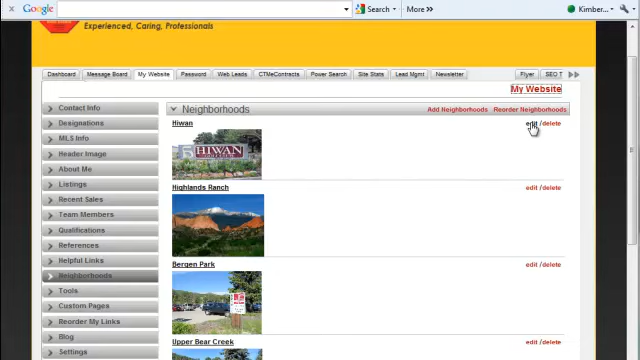 Google
Search
More >>
Kimber...
Experienced, Caring, Professionals
Dashboard
Message Board
My Website
Password
Web Leads
CTMeContracts
Power Search
Site Stats
Lead Mgmt
Newsletter
Flyer
SEO T
My Website
Contact Info
Designations
MLS Info
Header Image
About Me
Listings
Recent Sales
Team Members
Qualifications
References
Helpful Links
Neighborhoods
Tools
Custom Pages
Reorder My Links
Blog
Settings
Neighborhoods
Add Neighborhoods
Reorder Neighborhoods
Hiwan
edit /delete
HIWAN
Highlands Ranch
edit /delete
Bergen Park
edit /delete
Upper Bear Creek
edit /delete